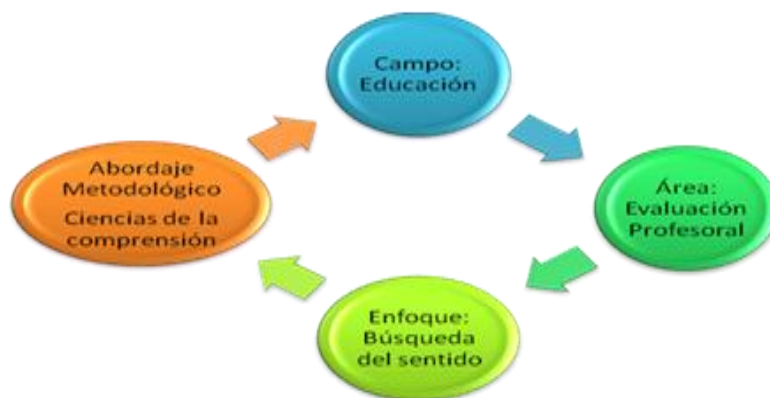 Campo:
Educación
Área:
Evaluación
Profesoral
Enfoque:
Búsqueda
del sentido
Abordaje
Metodológico
Ciencias de la
comprensión